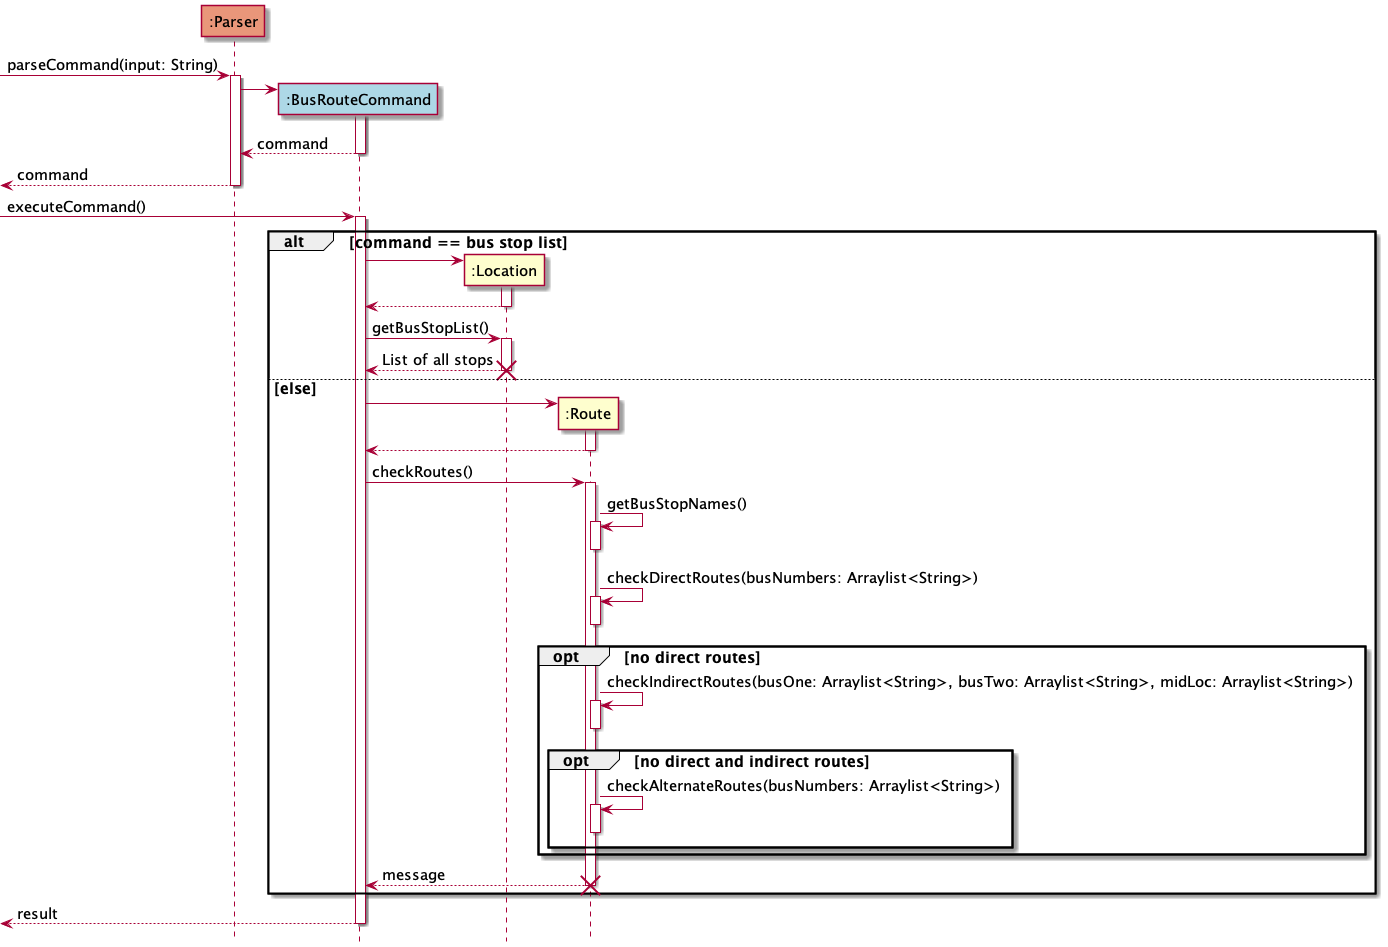 :Parser
parseCommand(input: String)
:BusRouteCommand
command
command
executeCommand()
alt [command == bus stop list]
:Location
getBusStopList()
List of all stops
[else]
:Route
checkRoutes()
getBusStopNames()
checkDirectRoutes(busNumbers: Arraylist<String>)
opt [no direct routes]
checkIndirectRoutes(busOne: Arraylist<String>, busTwo: Arraylist<String>, midLoc: Arraylist<String>)
opt [no direct and indirect routes]
checkAlternateRoutes(busNumbers: Arraylist<String>)
message
result